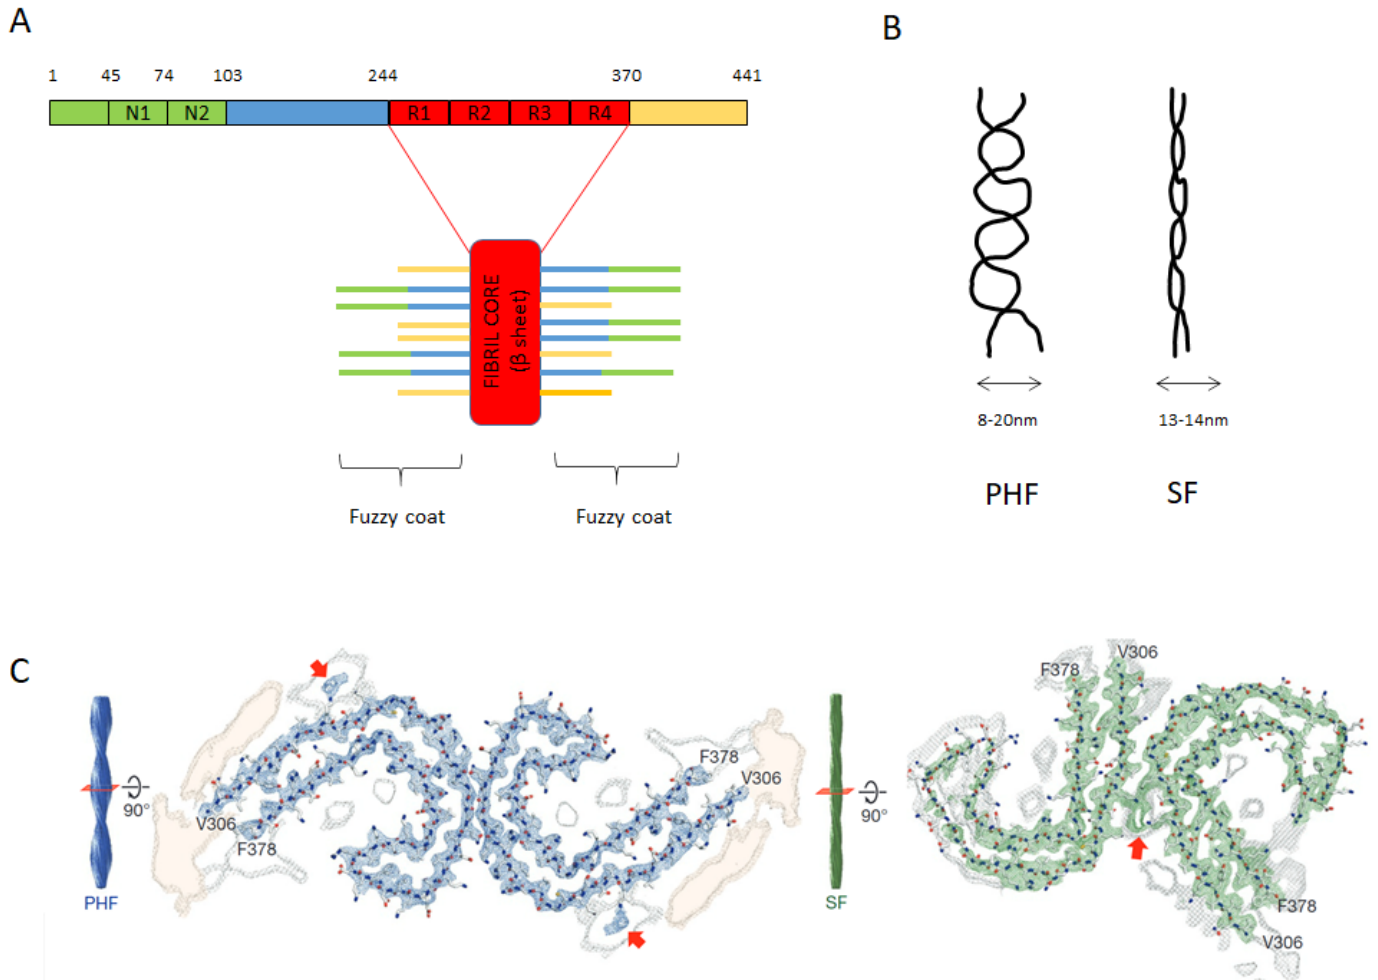 A
B
1 45 74 103 244 370 441
N1 N2 R1 R2 R3 R4
FIBRIL CORE
(β sheet)
Fuzzy coat Fuzzy coat
8-20nm 13-14nm
PHF SF
C
V306
F378
F378
V306
90°
PHF
F378
V306
90°
SF
F378
V306